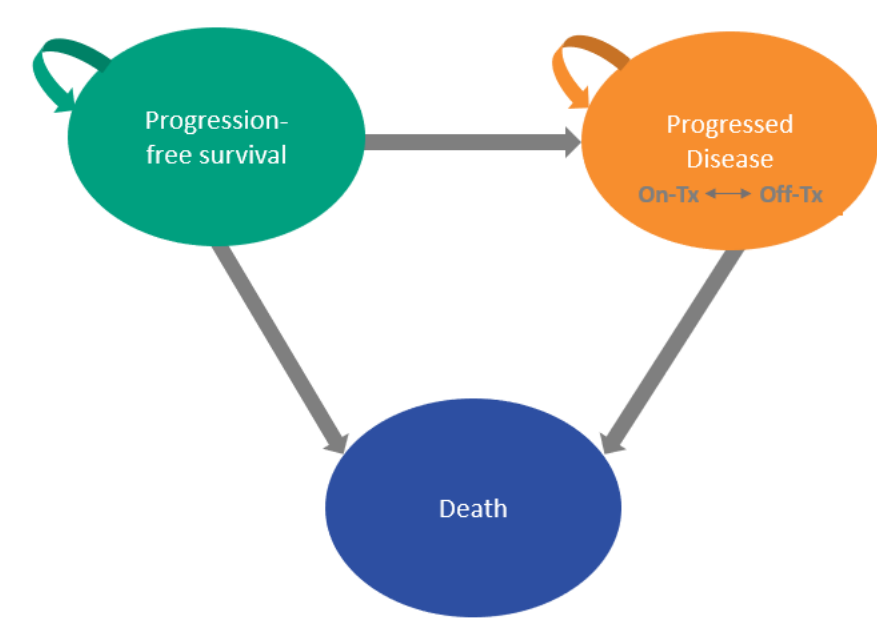 Progression-
free survival
Progressed
Disease
On-Tx Off-Tx
Death